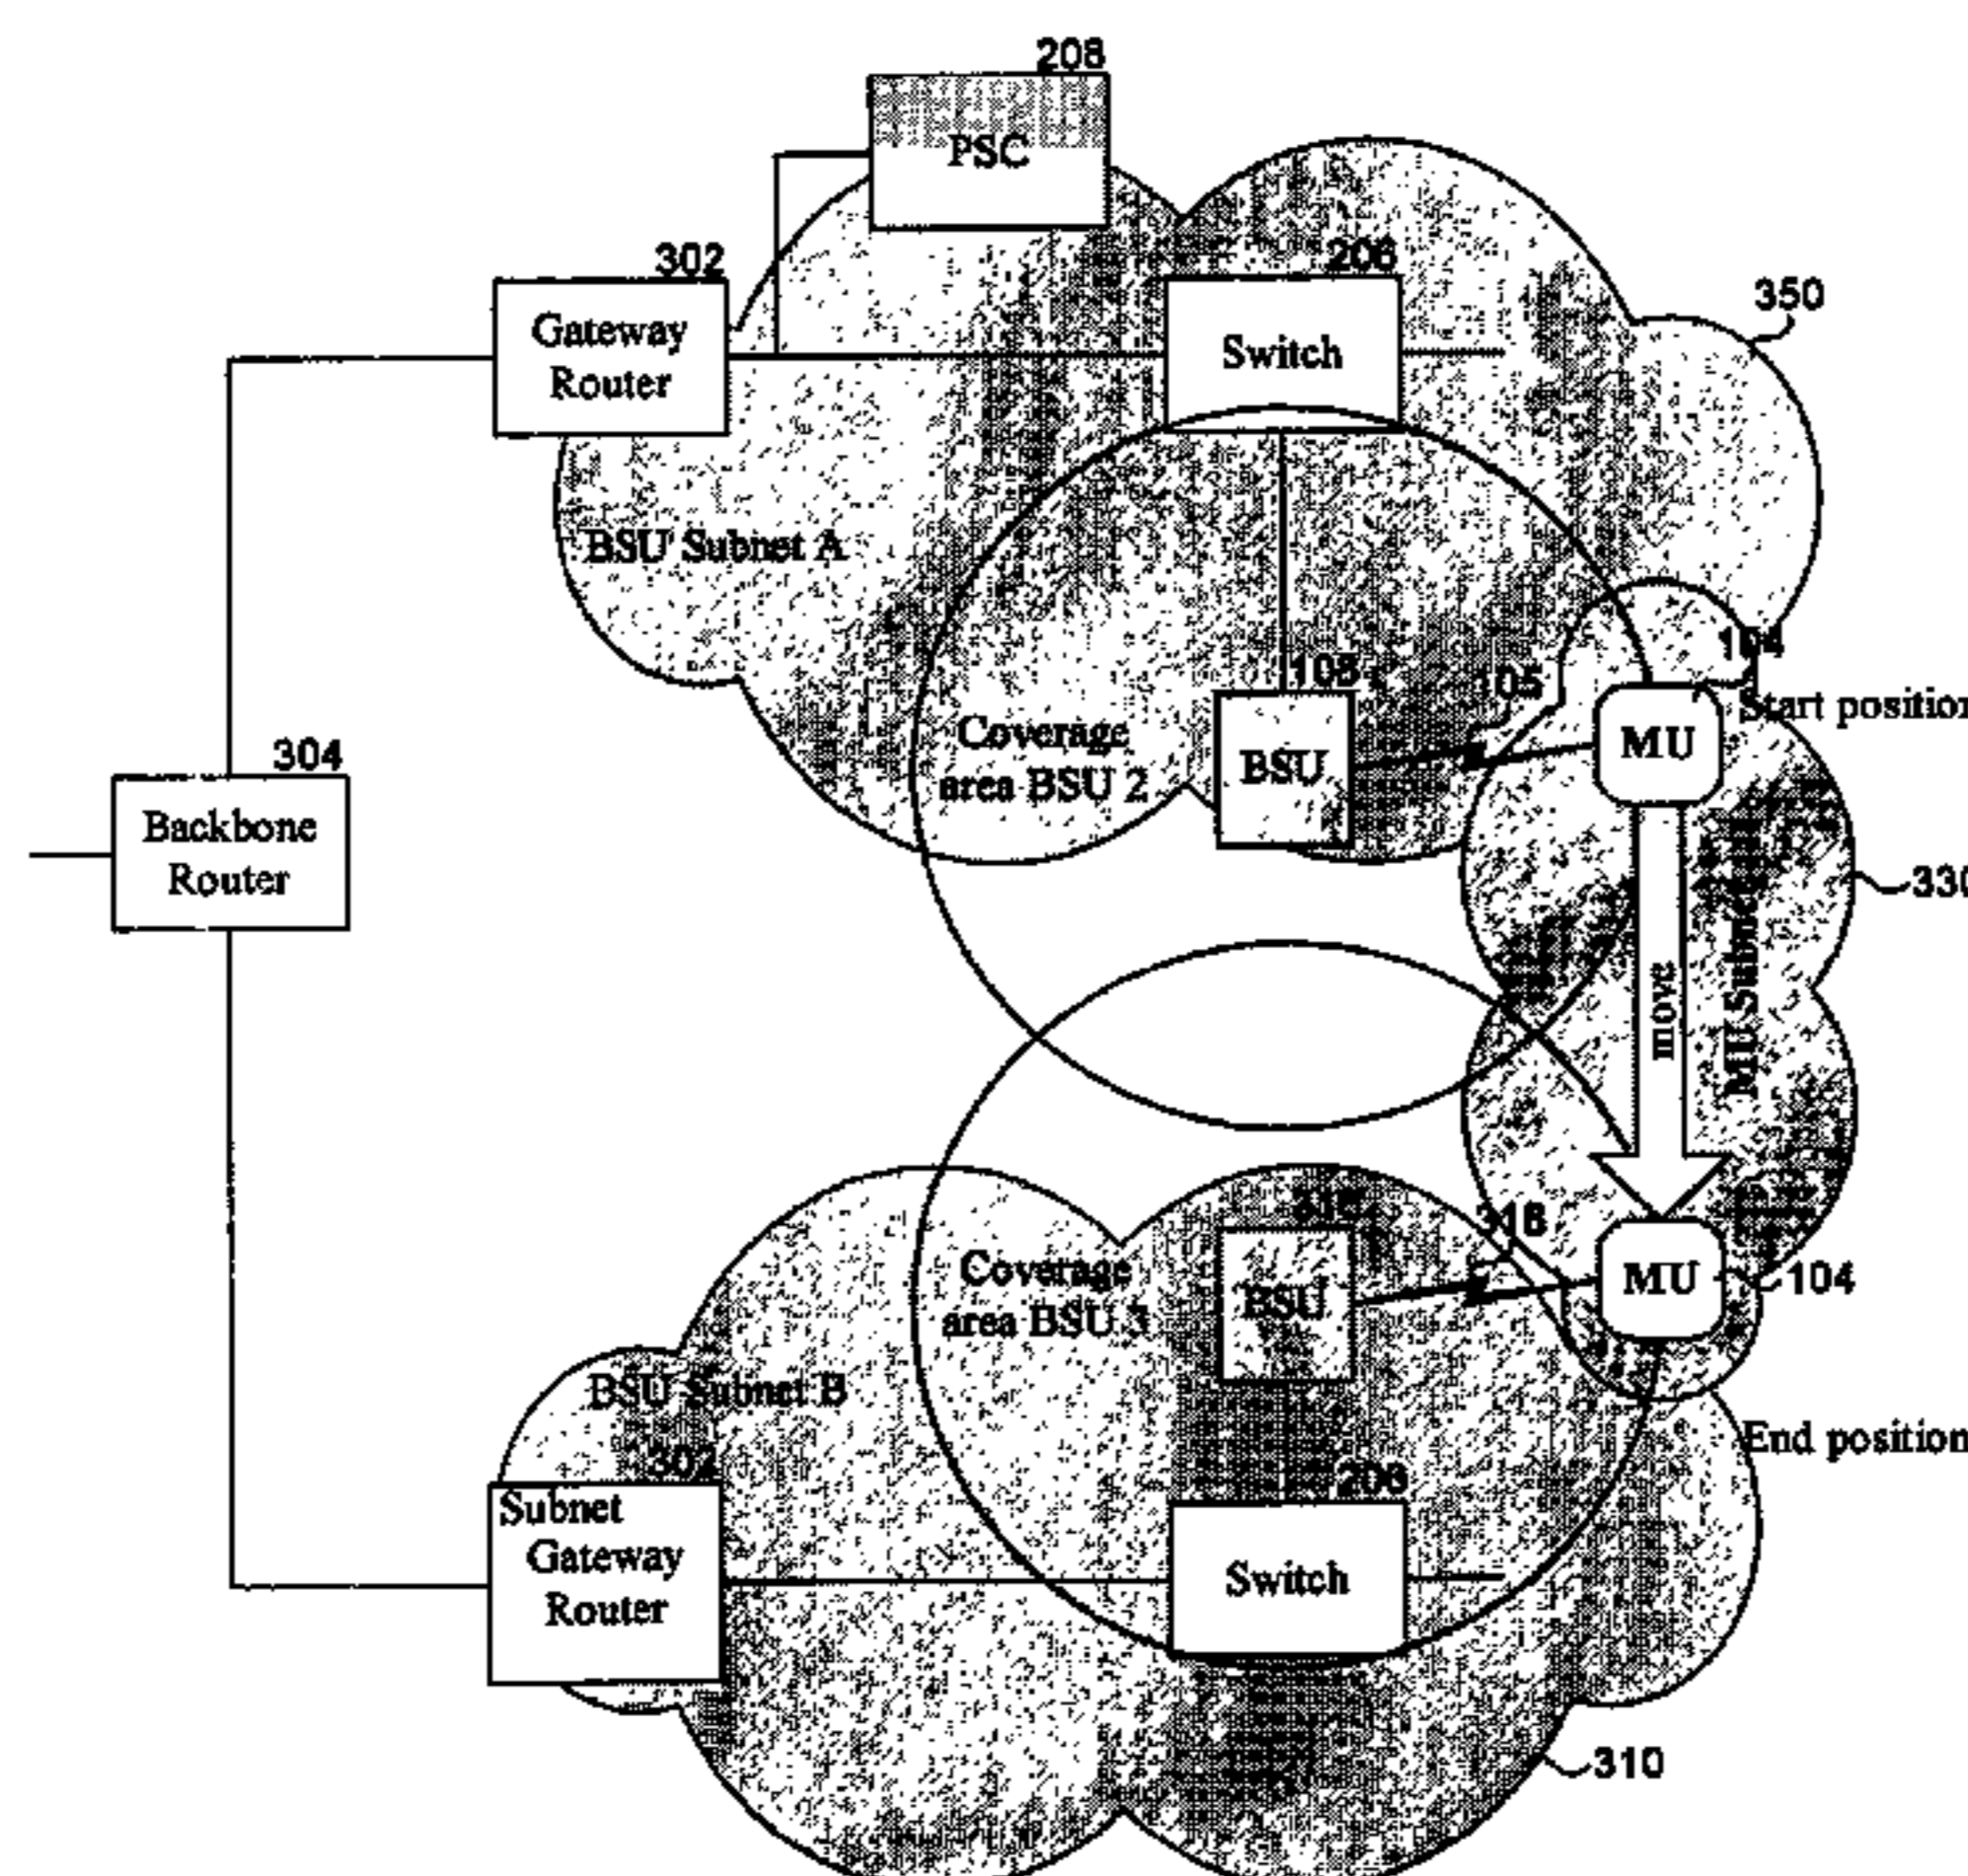 208
PSC
302
206
350
Gateway
Router
Switch
BSU Subnet A
104
Start position
105
Coverage
area BSU 2
BSU
MU
304
Backbone
Router
330
move
MU Subnet
Coverage
area BSU 3
BSU
318
MU
104
BSU Subnet B
End position
302
206
Subnet
Gateway
Router
Switch
310